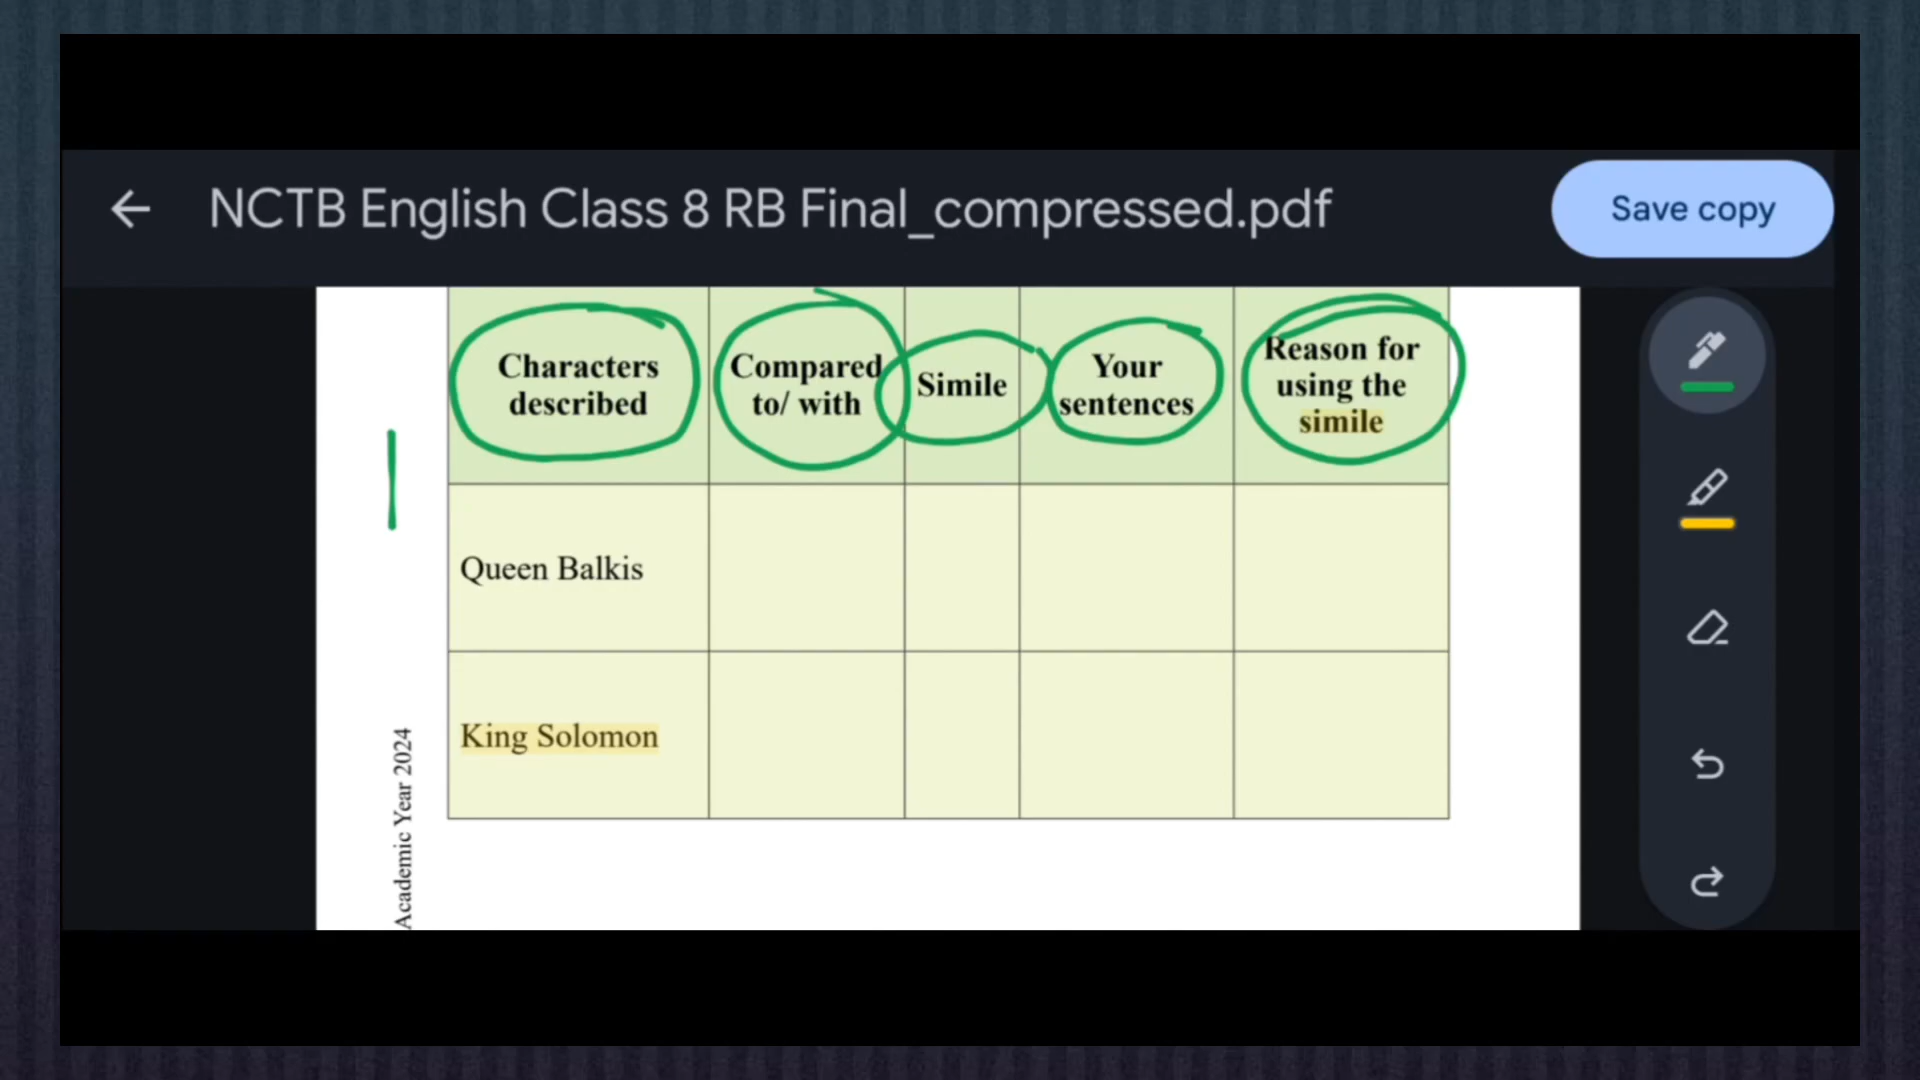 NCTB English Class 8 RB Final_compressed.pdf
Save copy
Characters
described
Compared
to/ with
Simile
Your
sentences
Reason for
using the
simile
Queen Balkis
King Solomon
Academic Year 2024